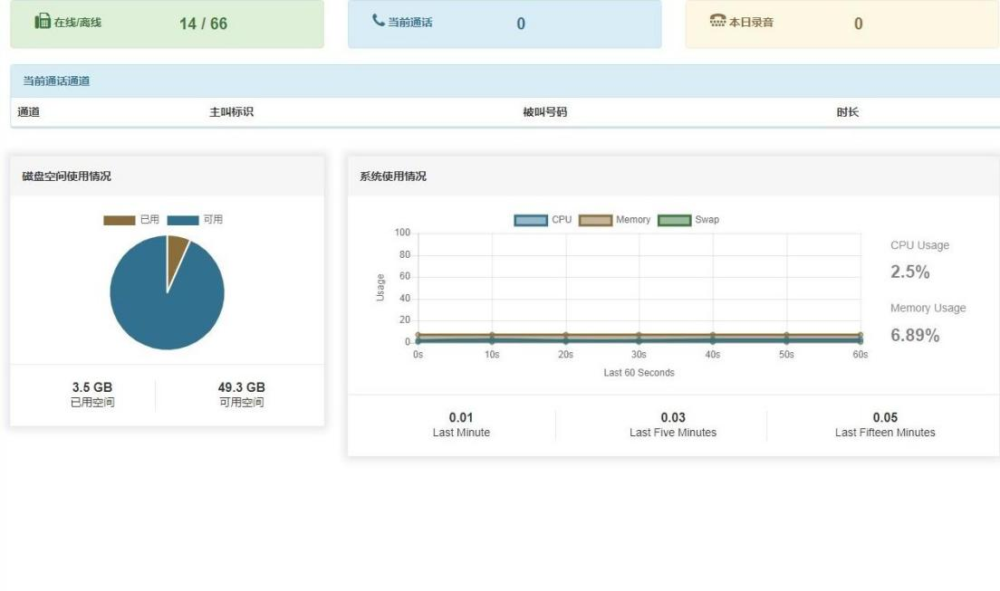 在线/离线 14 / 66 当前通话 0 本日录音 0
当前通话通道
通道 主叫标识 被叫号码 时长
磁盘空间使用情况
已用 可用
3.5 GB 49.3 GB
已用空间 可用空间
系统使用情况
CPU Memory Swap
100
80
60
40
20
0
Usage
0s 10s 20s 30s 40s 50s 60s
Last 60 Seconds
CPU Usage
2.5%
Memory Usage
6.89%
0.01 0.03 0.05
Last Minute Last Five Minutes Last Fifteen Minutes